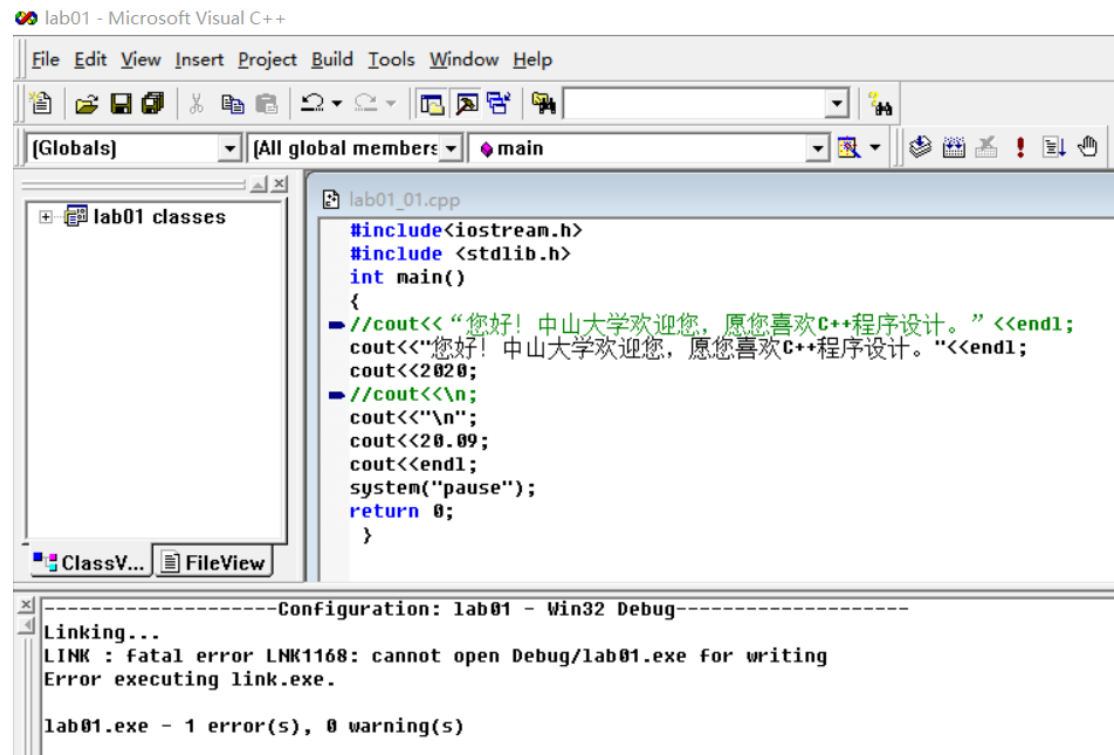 lab01 - Microsoft Visual C++
File Edit View Insert Project Build Tools Window Help
(Globals) (All global members main
lab01 classes
ClassV... FileView
lab01_01.cpp
#include<iostream.h>
#include <stdlib.h>
int main()
{
//cout<<“您好！中山大学欢迎您，愿您喜欢C++程序设计。”<<endl;
cout<<"您好！中山大学欢迎您，愿您喜欢C++程序设计。"<<endl;
cout<<2020;
//cout<<\n;
cout<<"\n";
cout<<20.09;
cout<<endl;
system("pause");
return 0;
}
--------------------Configuration: lab01 - Win32 Debug--------------------
Linking...
LINK : fatal error LNK1168: cannot open Debug/lab01.exe for writing
Error executing link.exe.
lab01.exe - 1 error(s), 0 warning(s)